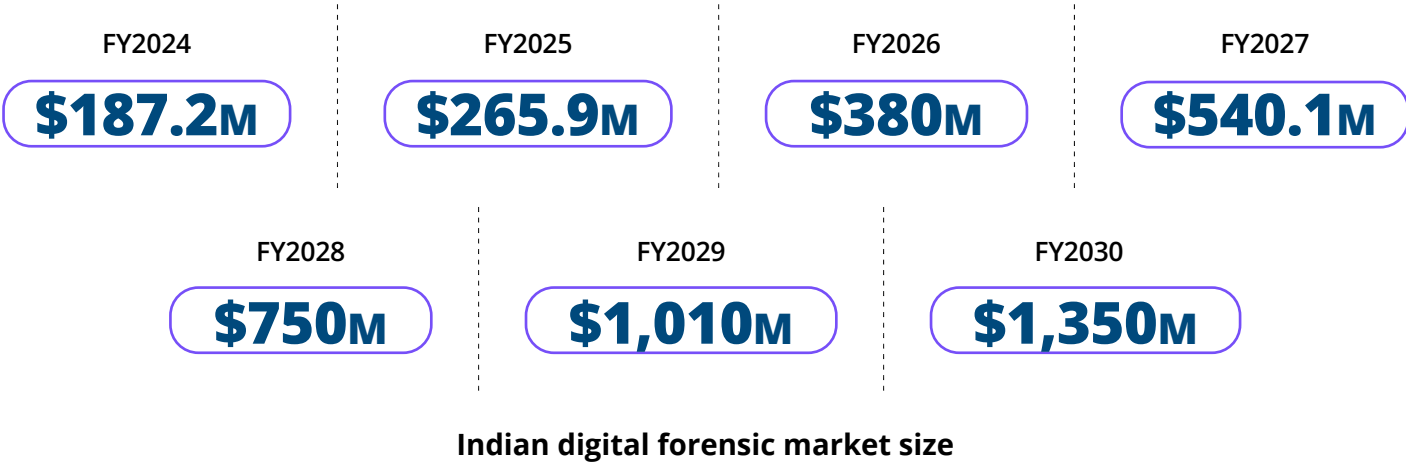 FY2024 FY2025 FY2026 FY2027
$187.2M $265.9M $380M $540.1M
FY2028 FY2029 FY2030
$750M $1,010M $1,350M
Indian digital forensic market size